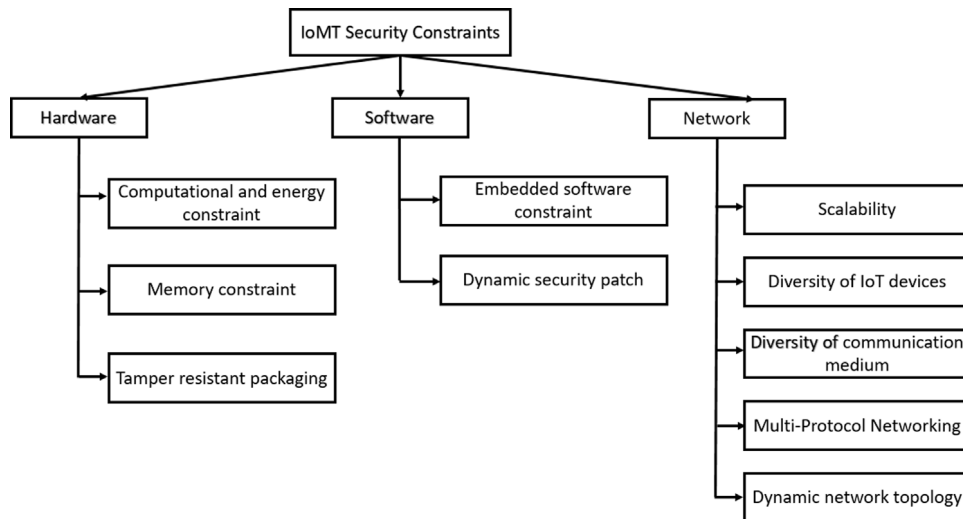 IoMT Security Constraints
Hardware
Software
Network
Computational and energy
constraint
Memory constraint
Tamper resistant packaging
Embedded software
constraint
Dynamic security patch
Scalability
Diversity of IoT devices
Diversity of communication
medium
Multi-Protocol Networking
Dynamic network topology